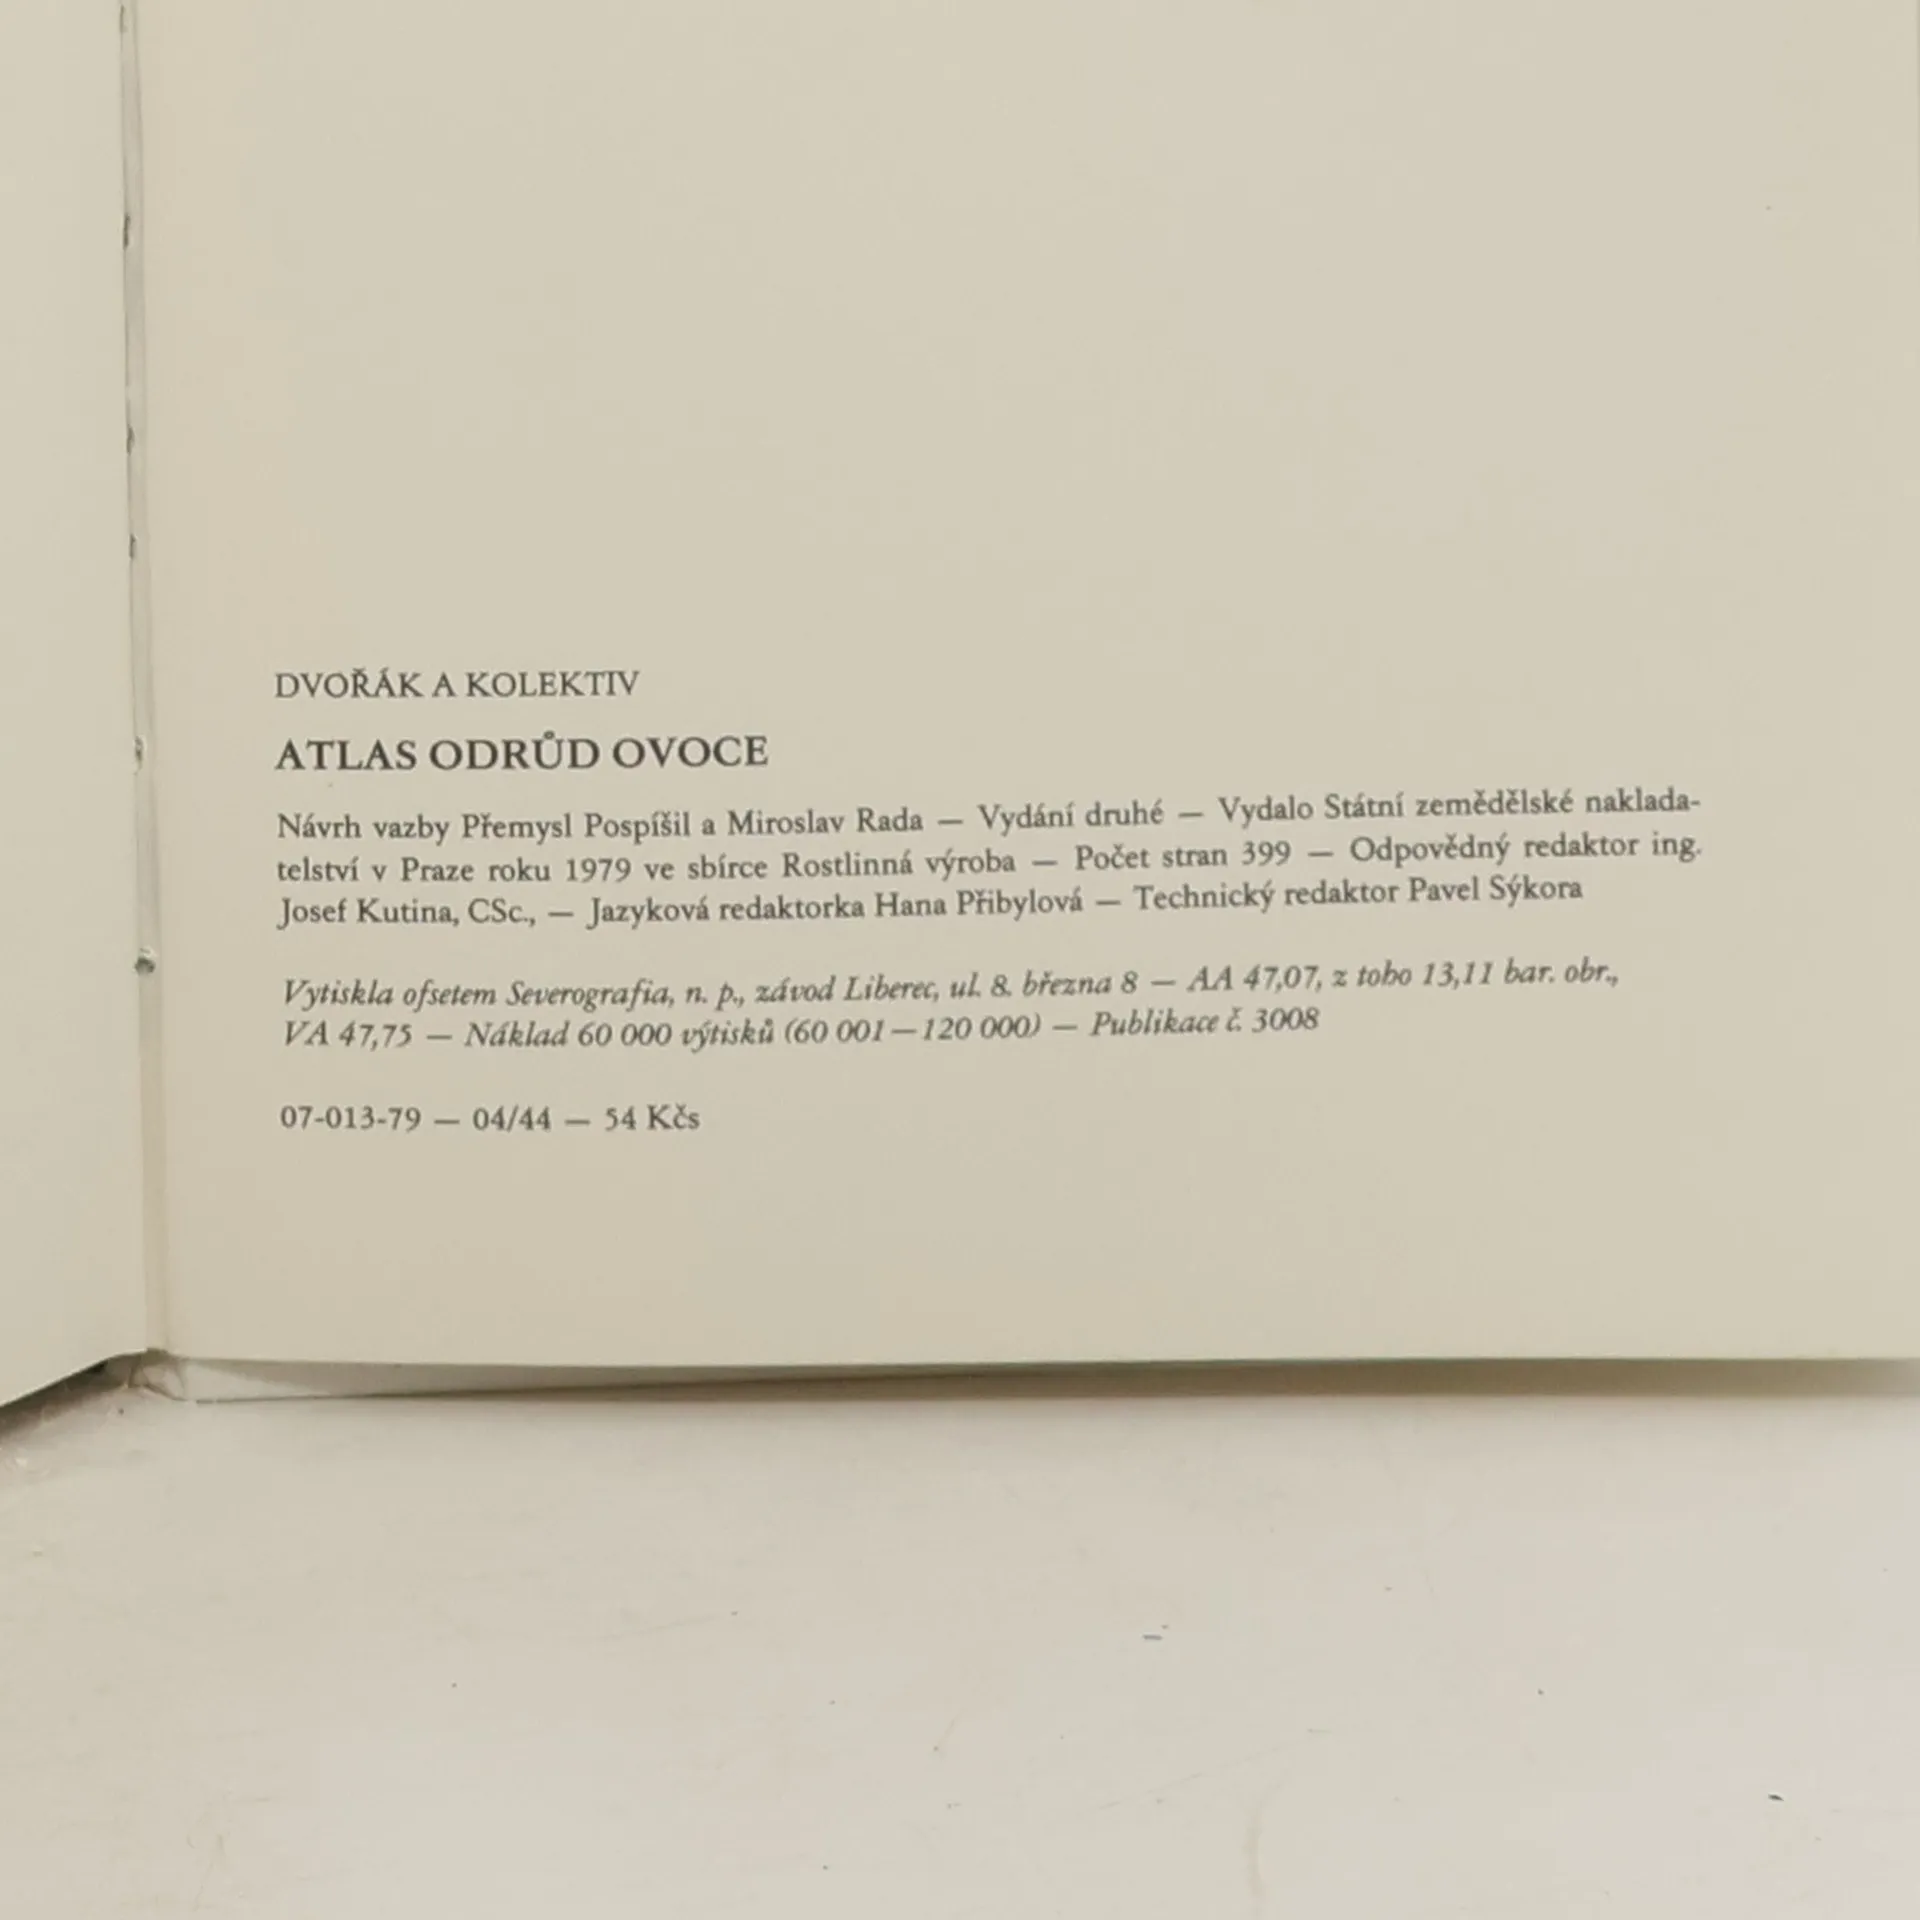 DVOŘÁK A KOLEKTIV
ATLAS ODRŮD OVOCE
Návrh vazby Přemysl Pospíšil a Miroslav Rada — Vydání druhé — Vydalo Státní zemědělské naklada-
telství v Praze roku 1979 ve sbírce Rostlinná výroba — Počet stran 399 — Odpovědný redaktor ing.
Josef Kutina, CSc., — Jazyková redaktorka Hana Přibylová — Technický redaktor Pavel Sýkora
Vytiskla ofsetem Severografia, n. p., závod Liberec, ul. 8. března 8 — AA 47,07, z toho 13,11 bar. obr.,
VA 47,75 — Náklad 60 000 výtisků (60 001—120 000) — Publikace č. 3008
07-013-79 — 04/44 — 54 Kčs